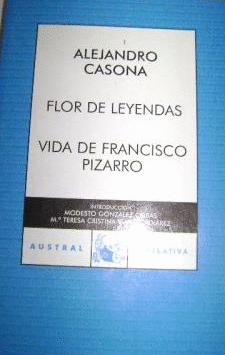 ALEJANDRO
CASONA
FLOR DE LEYENDAS
VIDA DE FRANCISCO
PIZARRO
INTRODUCCIÓN
MODESTO GONZÁLEZ
Mª TERESA CRISTINA
AUSTRAL